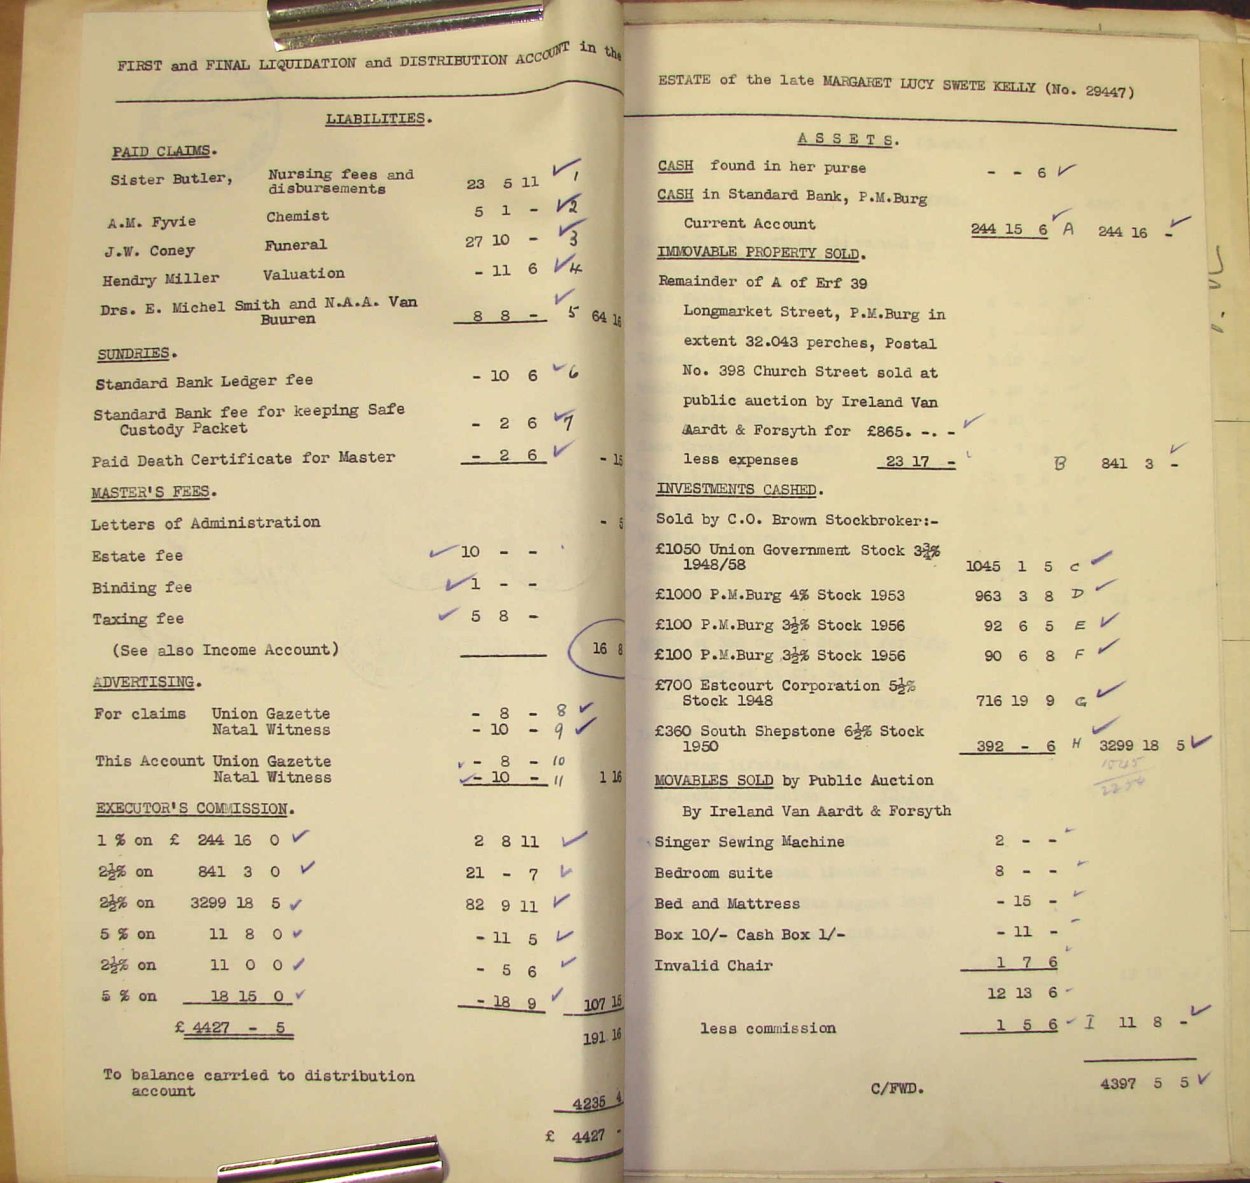 FIRST and FINAL LIQUIDATION and DISTRIBUTION ACCOUNT in the
LIABILITIES.
PAID CLAIMS.
Sister Butler, Nursing fees and
disbursements 23 5 11 1
A.M. Fyvie Chemist 5 1 - 2
J.W. Coney Funeral 27 10 - 3
Hendry Miller Valuation - 11 6 4
Drs. E. Michel Smith and N.A.A. Van
Buuren 8 8 - 5 64 16
SUNDRIES.
Standard Bank Ledger fee - 10 6 6
Standard Bank fee for keeping Safe
Custody Packet - 2 6 7
Paid Death Certificate for Master - 2 6 - 15
MASTER'S FEES.
Letters of Administration - 5
Estate fee 10 - -
Binding fee 1 - -
Taxing fee 5 8 -
(See also Income Account) 16 8
ADVERTISING.
For claims Union Gazette - 8 - 8
Natal Witness - 10 - 9
This Account Union Gazette - 8 - 10
Natal Witness - 10 - 11 1 16
EXECUTOR'S COMMISSION.
1 % on £ 244 16 0 2 8 11
2½% on 841 3 0 21 - 7
2½% on 3299 18 5 82 9 11
5 % on 11 8 0 - 11 5
2½% on 11 0 0 - 5 6
5 % on 18 15 0 - 18 9 107 15
£ 4427 - 5 191 16
To balance carried to distribution
account
4235 4
£ 4427 -
ESTATE of the late MARGARET LUCY SWETE KELLY (No. 29447)
ASSETS.
CASH found in her purse - - 6
CASH in Standard Bank, P.M.Burg
Current Account 244 15 6 A 244 16 -
IMMOVABLE PROPERTY SOLD.
Remainder of A of Erf 39
Longmarket Street, P.M.Burg in
extent 32.043 perches, Postal
No. 398 Church Street sold at
public auction by Ireland Van
Aardt & Forsyth for £865. -. -
less expenses 23 17 - B 841 3 -
INVESTMENTS CASHED.
Sold by C.O. Brown Stockbroker:-
£1050 Union Government Stock 3¾%
1948/58 1045 1 5 C
£1000 P.M.Burg 4% Stock 1953 963 3 8 D
£100 P.M.Burg 3½% Stock 1956 92 6 5 E
£100 P.M.Burg 3½% Stock 1956 90 6 8 F
£700 Estcourt Corporation 5½%
Stock 1948 716 19 9 G
£360 South Shepstone 6½% Stock
1950 392 - 6 H 3299 18 5
1045
2254
MOVABLES SOLD by Public Auction
By Ireland Van Aardt & Forsyth
Singer Sewing Machine 2 - -
Bedroom suite 8 - -
Bed and Mattress - 15 -
Box 10/- Cash Box 1/- - 11 -
Invalid Chair 1 7 6
12 13 6
less commission 1 5 6 I 11 8 -
C/FWD. 4397 5 5